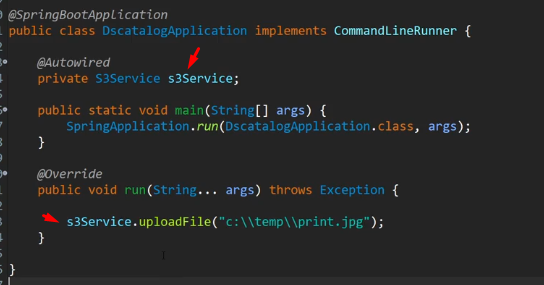 @SpringBootApplication
public class DscatalogApplication implements CommandLineRunner {
@Autowired
private S3Service s3Service;
public static void main(String[] args) {
SpringApplication.run(DscatalogApplication.class, args);
}
@Override
public void run(String... args) throws Exception {
s3Service.uploadFile("c:\\temp\\print.jpg");
}
}